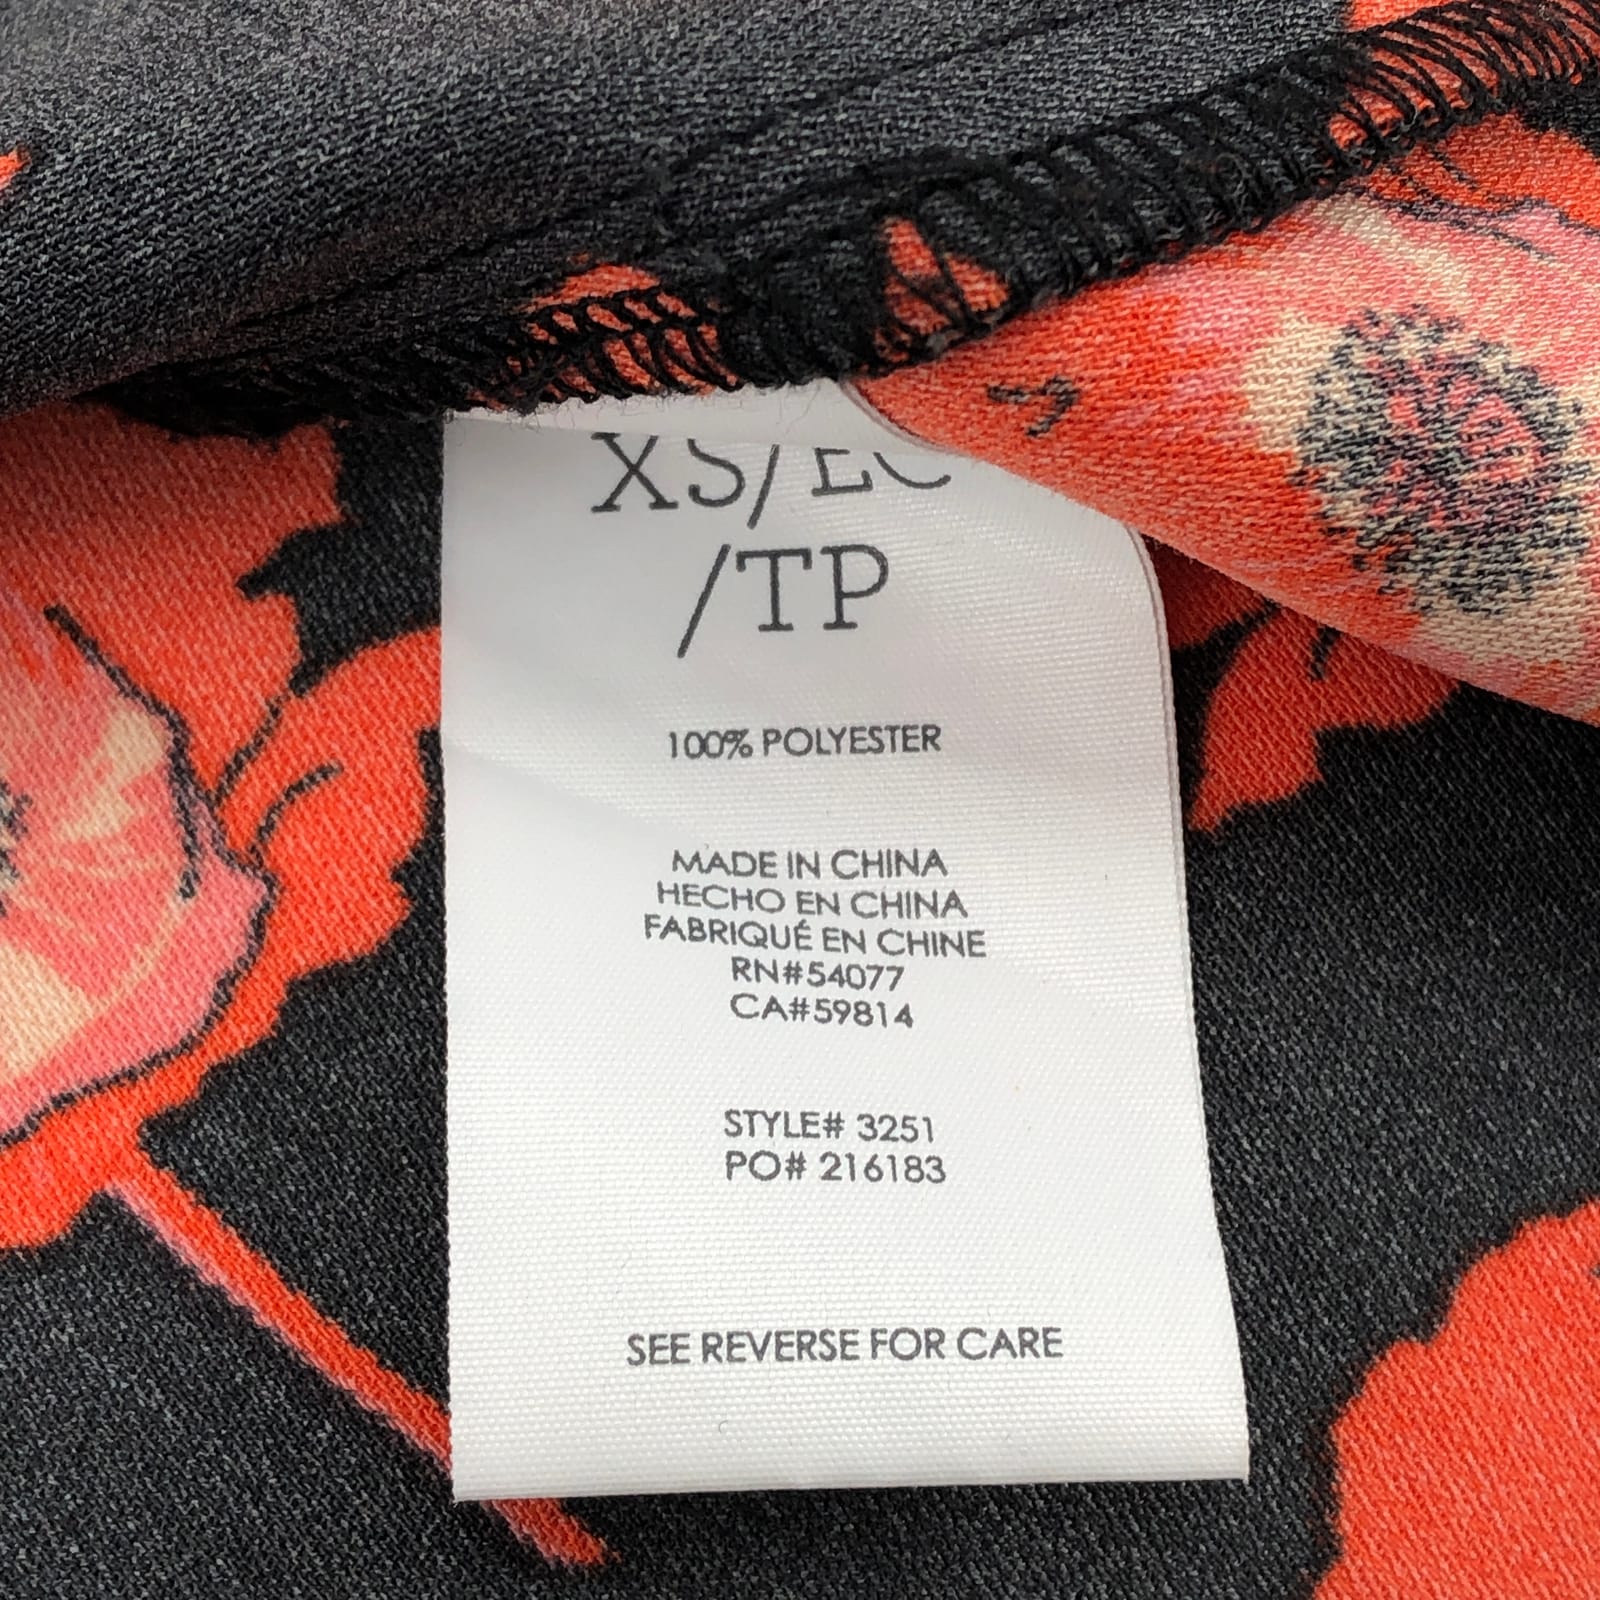 XS/EC
/TP
100% POLYESTER
MADE IN CHINA
HECHO EN CHINA
FABRIQUÉ EN CHINE
RN#54077
CA#59814
STYLE# 3251
PO# 216183
SEE REVERSE FOR CARE